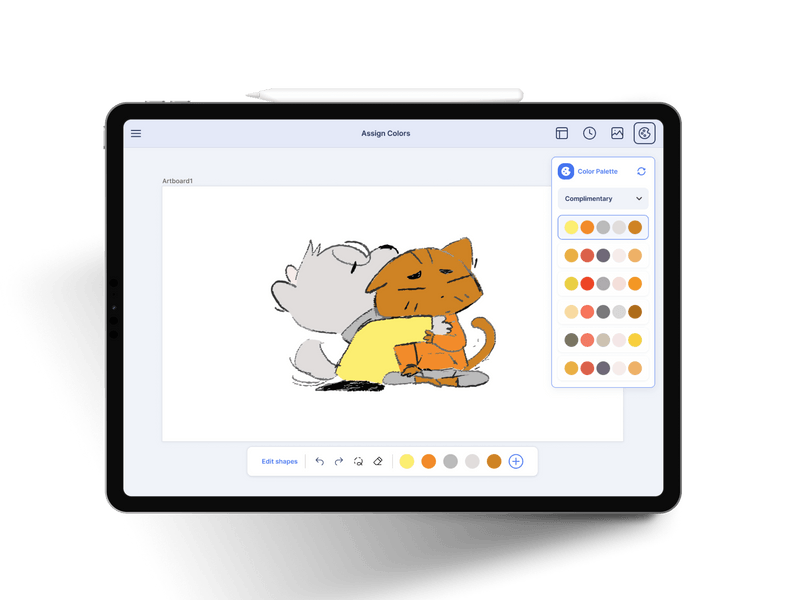 Assign Colors
Color Palette
Complimentary
Artboard1
Edit shapes